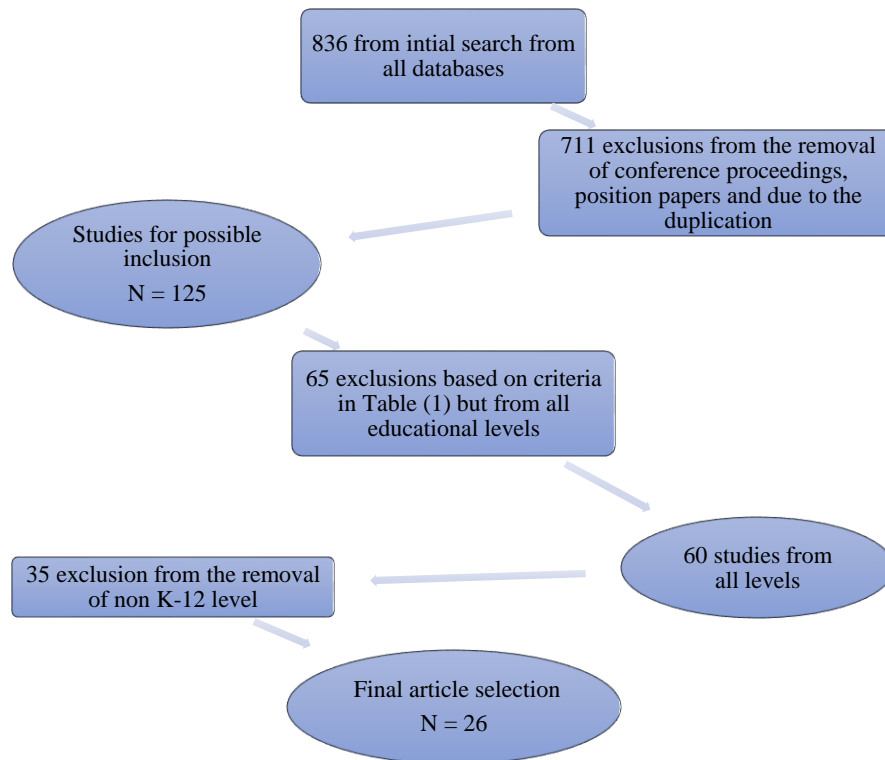 836 from intial search from
all databases
711 exclusions from the removal
of conference proceedings,
position papers and due to the
duplication
Studies for possible
inclusion
N = 125
65 exclusions based on criteria
in Table (1) but from all
educational levels
60 studies from
all levels
35 exclusion from the removal
of non K-12 level
Final article selection
N = 26